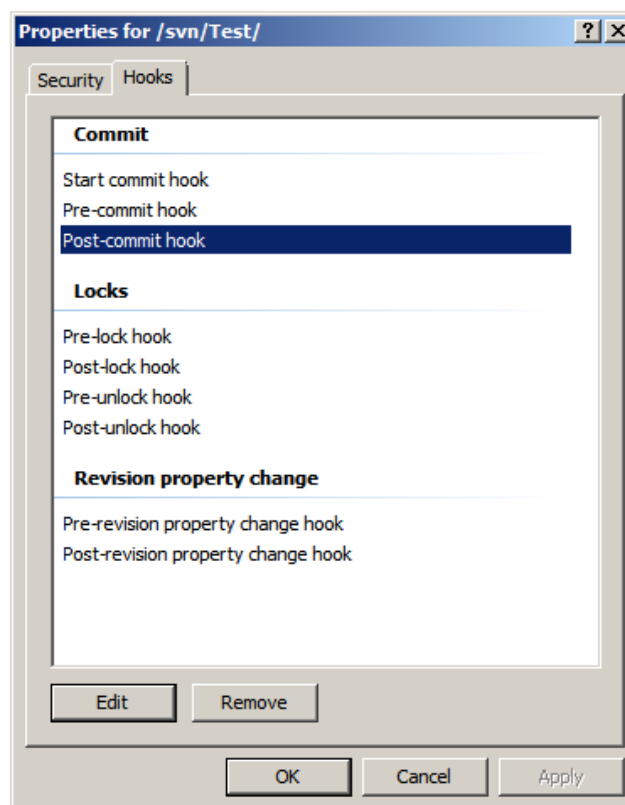 Properties for /svn/Test/
Security Hooks
Commit
Start commit hook
Pre-commit hook
Post-commit hook
Locks
Pre-lock hook
Post-lock hook
Pre-unlock hook
Post-unlock hook
Revision property change
Pre-revision property change hook
Post-revision property change hook
Edit Remove
OK Cancel Apply